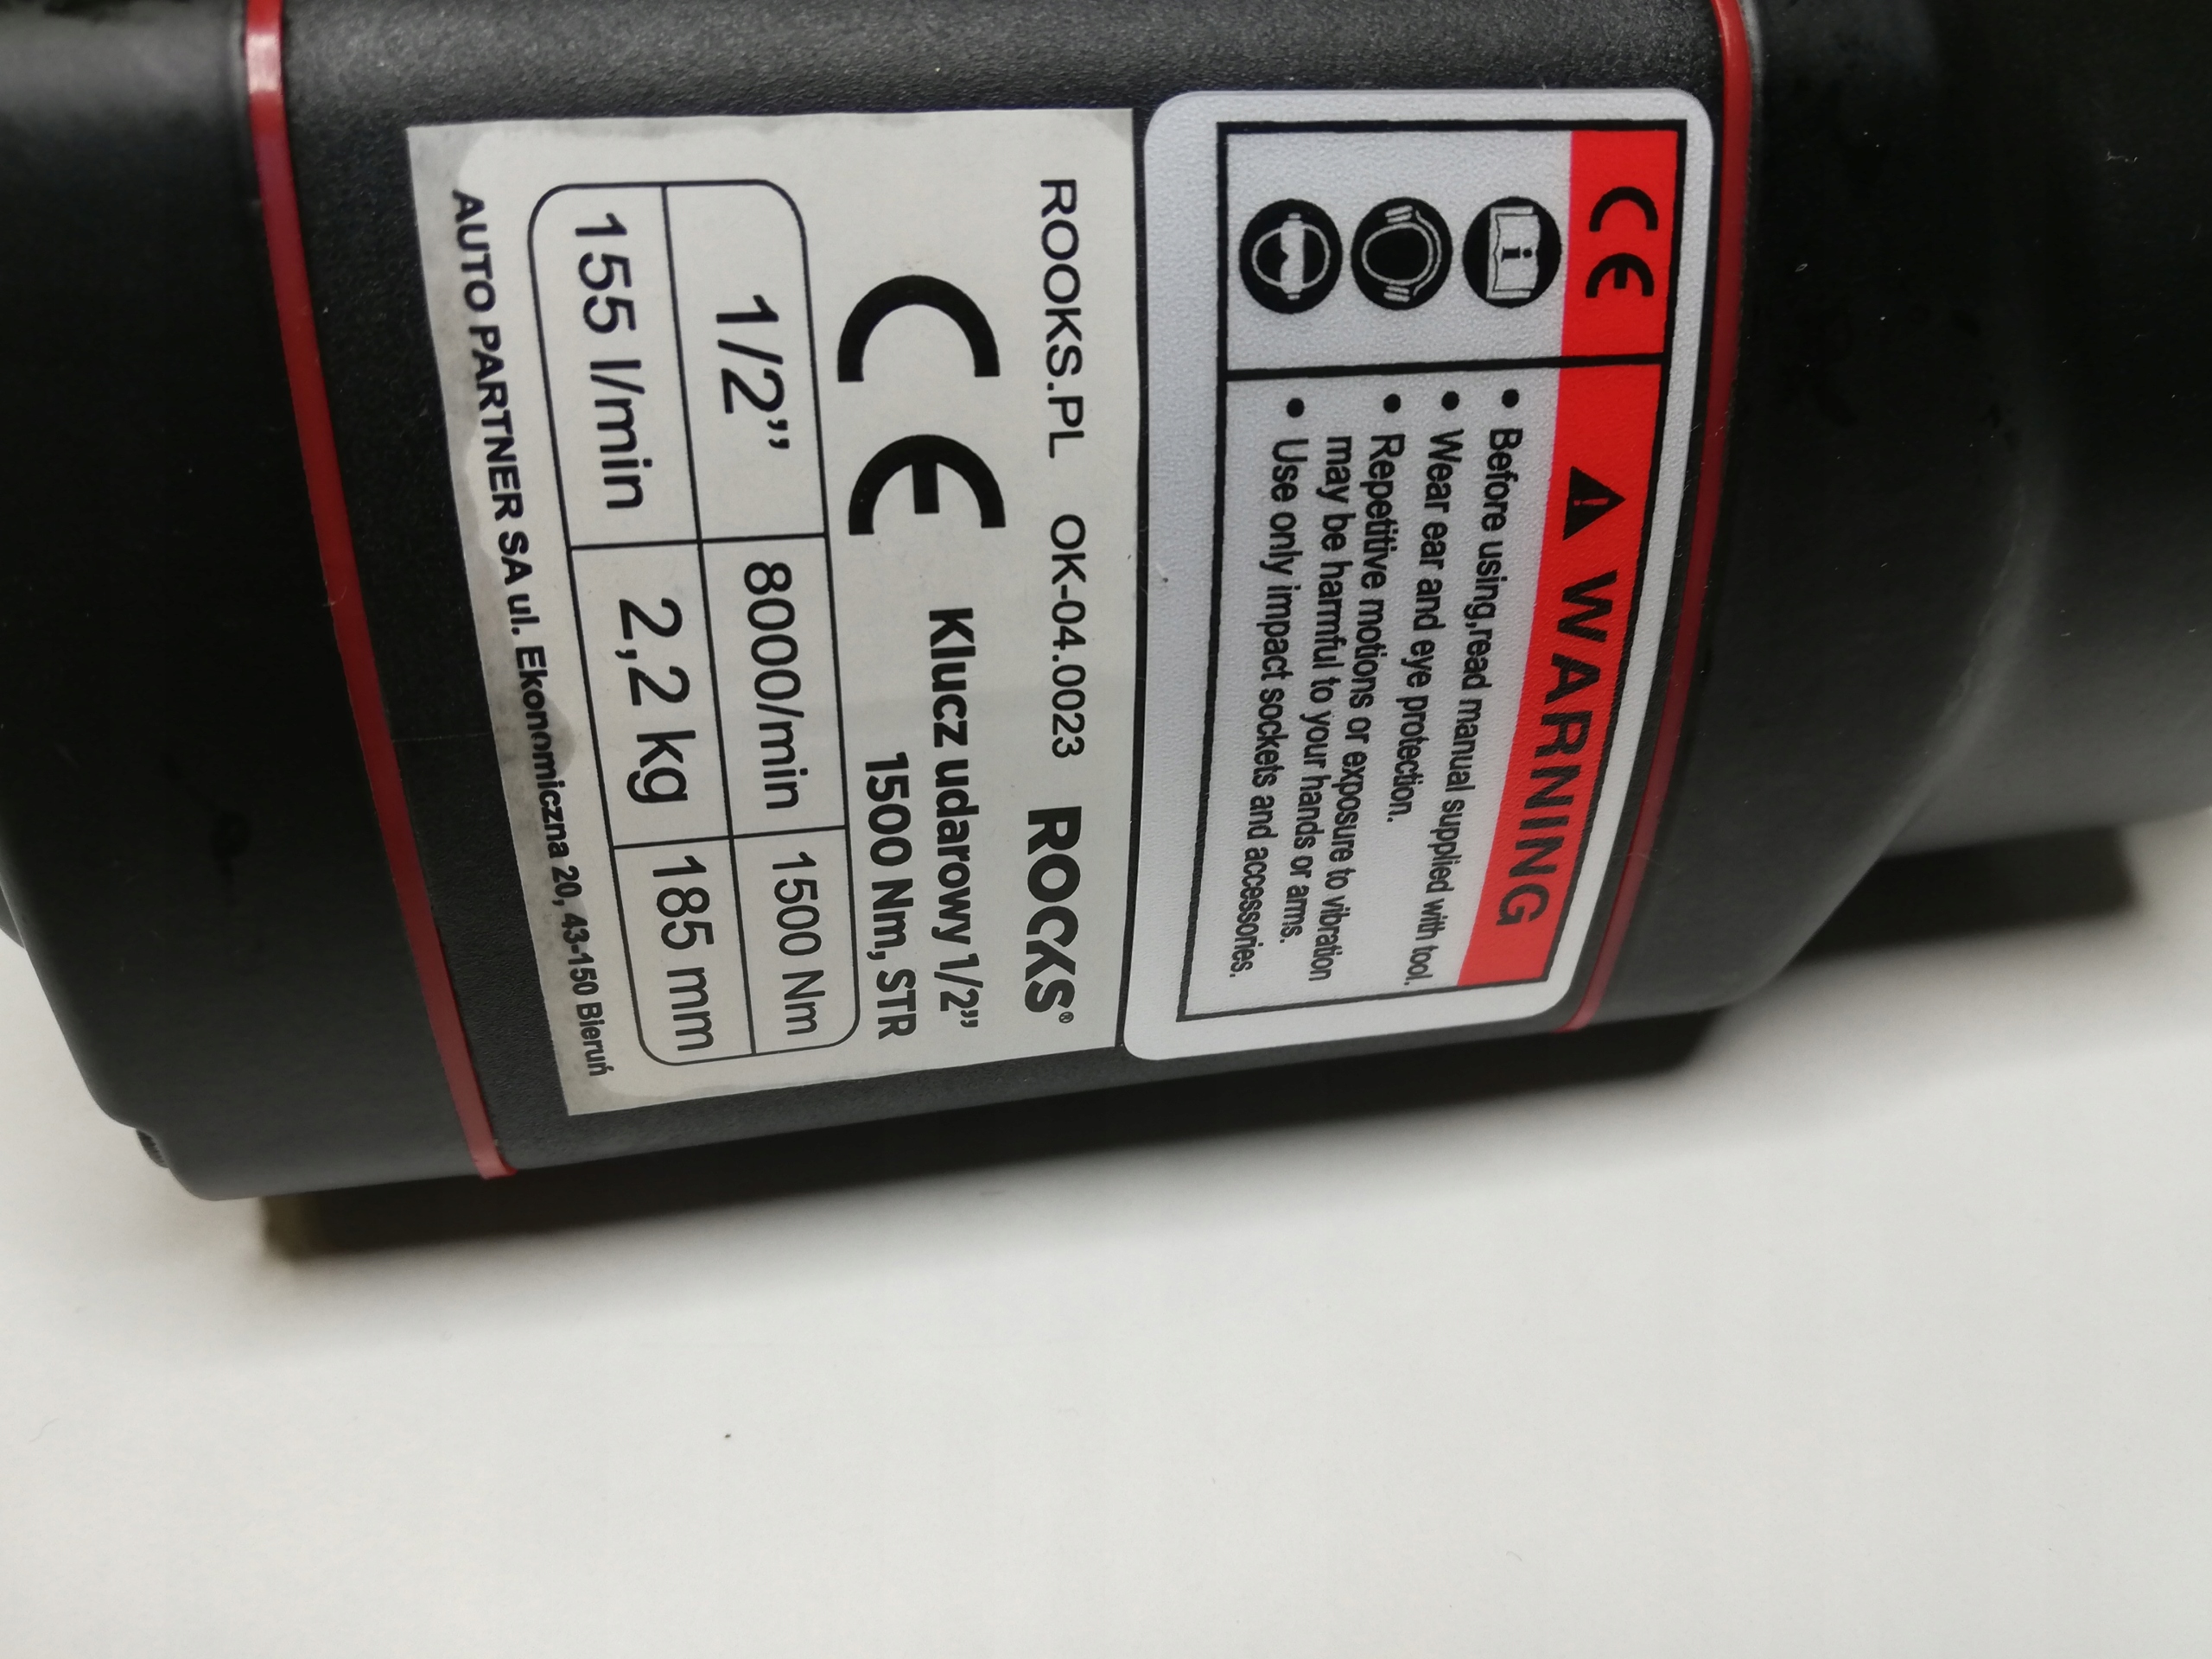 CE ⚠ WARNING
• Before using,read manual supplied with tool.
• Wear ear and eye protection.
• Repetitive motions or exposure to vibration
may be harmful to your hands or arms.
• Use only impact sockets and accessories.
ROOKS.PL OK-04.0023 ROOKS®
CE Klucz udarowy 1/2”
1500 Nm, STR
1/2” 8000/min 1500 Nm
155 l/min 2,2 kg 185 mm
AUTO PARTNER SA ul. Ekonomiczna 20, 43-150 Bieruń